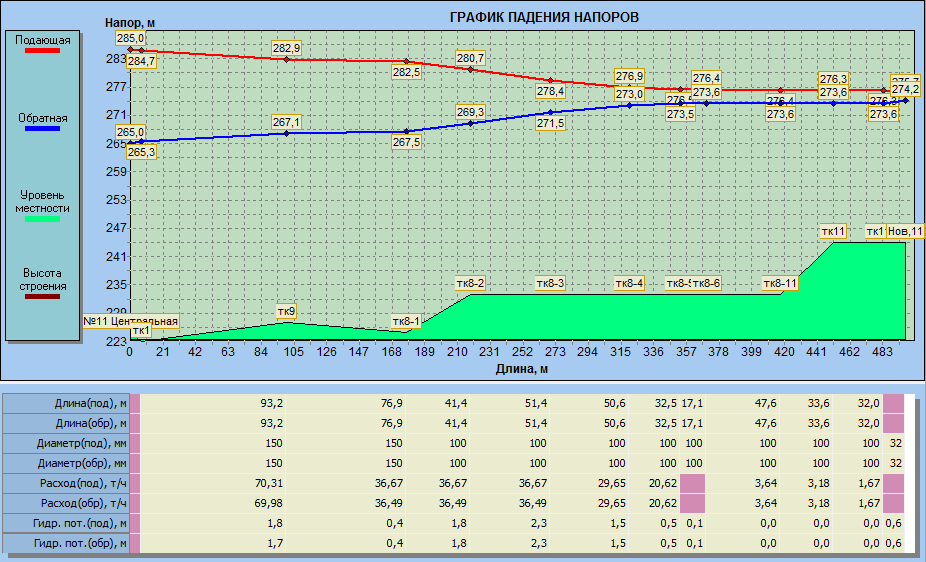 ГРАФИК ПАДЕНИЯ НАПОРОВ
Напор, м
Подающая
Обратная
Уровень
местности
Высота
строения
283
277
271
265
259
253
247
241
235
229
223
285,0
284,7
282,9
282,5
280,7
278,4
276,9
276,4
276,4
276,3
276,3
274,2
265,0
265,3
267,1
267,5
269,3
271,5
273,0
273,5
273,6
273,6
273,6
273,6
№11 Центральная
тк1
тк9
тк8-1
тк8-2
тк8-3
тк8-4
тк8-6
тк8-11
тк11
Нов,11
0 21 42 63 84 105 126 147 168 189 210 231 252 273 294 315 336 357 378 399 420 441 462 483
Длина, м
Длина(под), м 93,2 76,9 41,4 51,4 50,6 32,5 17,1 47,6 33,6 32,0
Длина(обр), м 93,2 76,9 41,4 51,4 50,6 32,5 17,1 47,6 33,6 32,0
Диаметр(под), мм 150 150 100 100 100 100 100 100 100 100 32
Диаметр(обр), мм 150 150 100 100 100 100 100 100 100 100 32
Расход(под), т/ч 70,31 36,67 36,67 36,67 29,65 20,62 3,64 3,18 1,67
Расход(обр), т/ч 69,98 36,49 36,49 36,49 29,65 20,62 3,64 3,18 1,67
Гидр. пот.(под), м 1,8 0,4 1,8 2,3 1,5 0,5 0,1 0,0 0,0 0,0 0,6
Гидр. пот.(обр), м 1,7 0,4 1,8 2,3 1,5 0,5 0,1 0,0 0,0 0,0 0,6